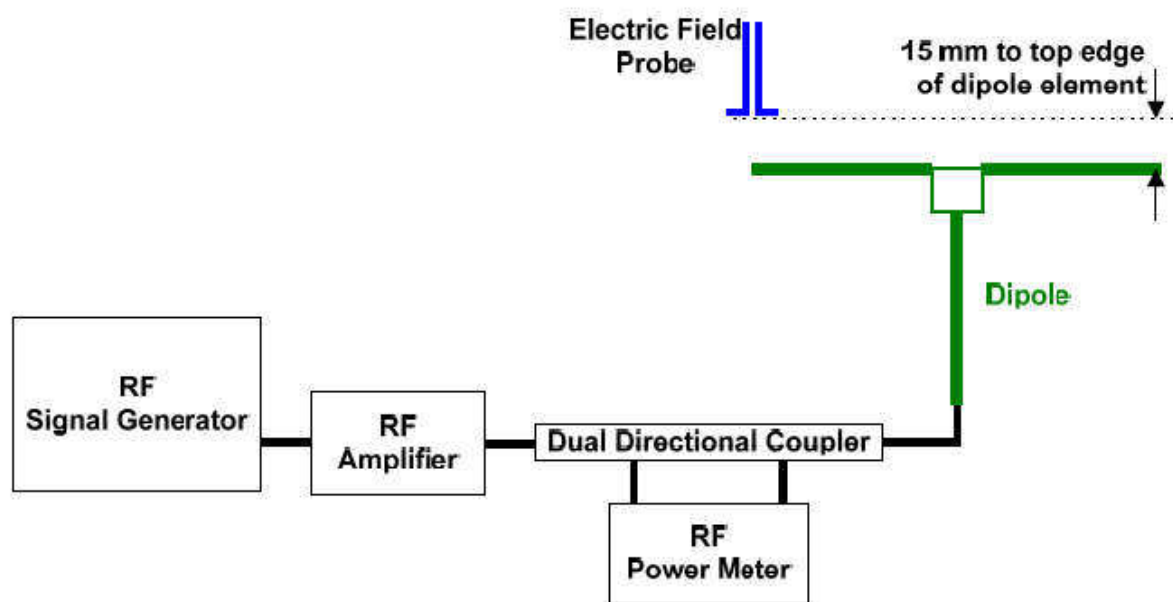 Electric Field
Probe
15 mm to top edge
of dipole element
Dipole
RF
Signal Generator
RF
Amplifier
Dual Directional Coupler
RF
Power Meter